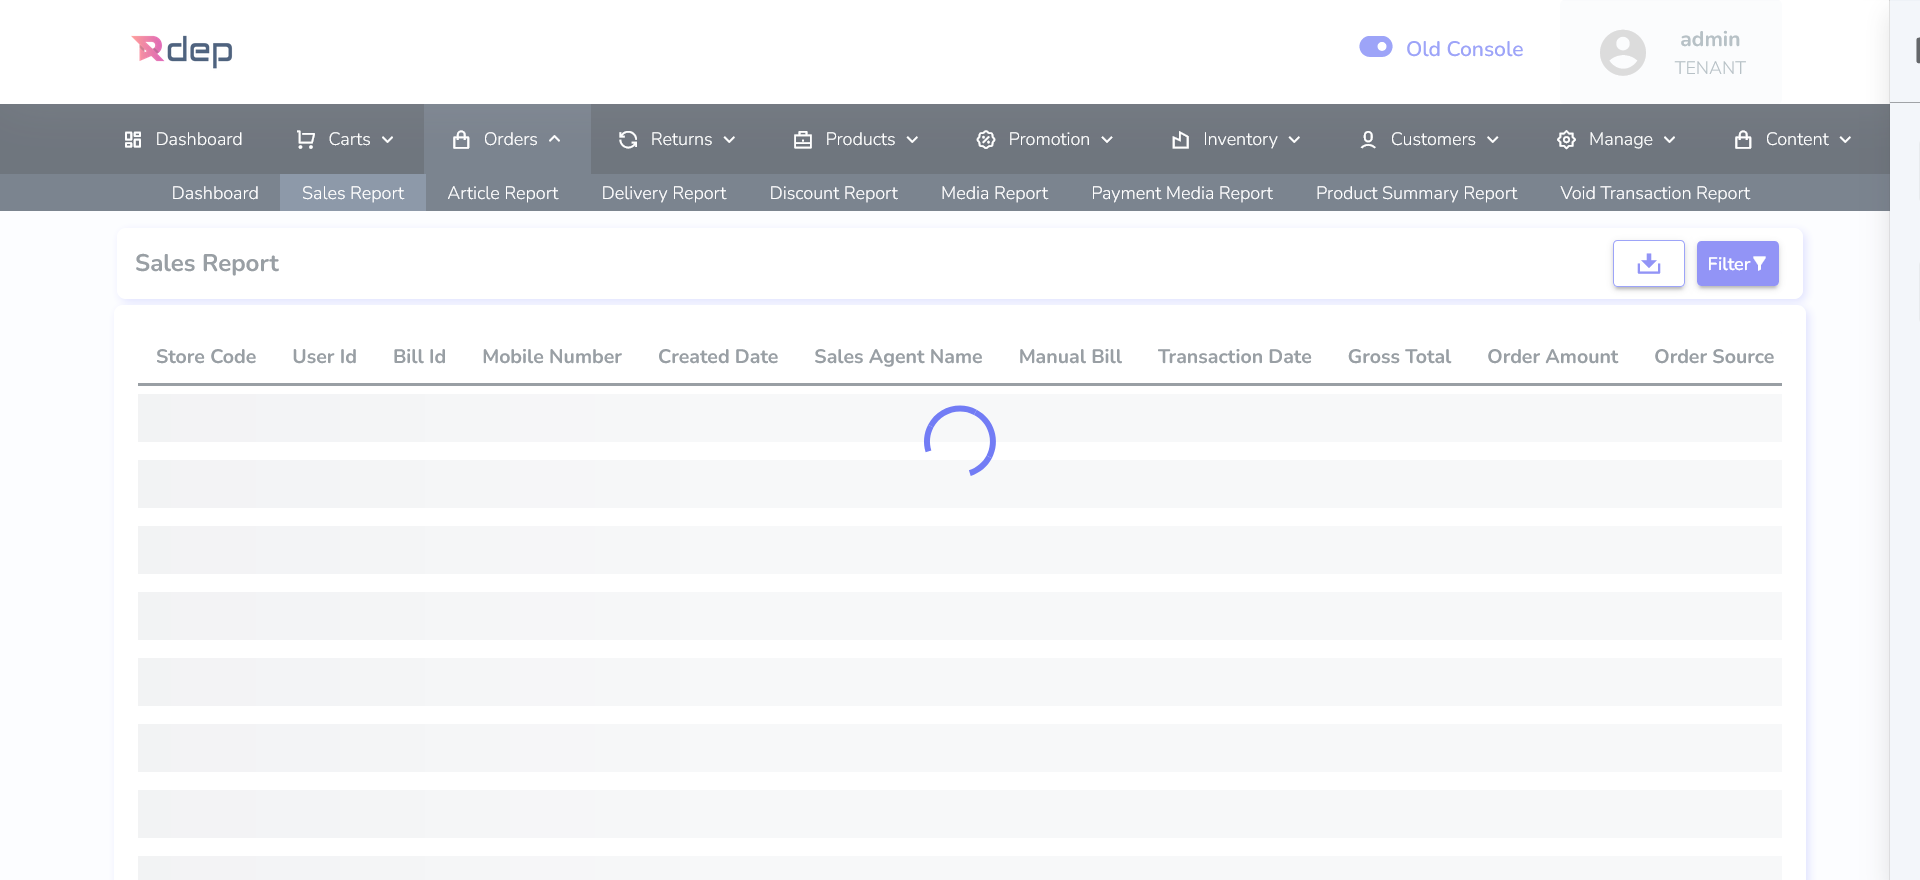 Rdep
Old Console
admin
TENANT
Dashboard Carts Orders Returns Products Promotion Inventory Customers Manage Content
Dashboard Sales Report Article Report Delivery Report Discount Report Media Report Payment Media Report Product Summary Report Void Transaction Report
Sales Report
Filter
Store Code User Id Bill Id Mobile Number Created Date Sales Agent Name Manual Bill Transaction Date Gross Total Order Amount Order Source